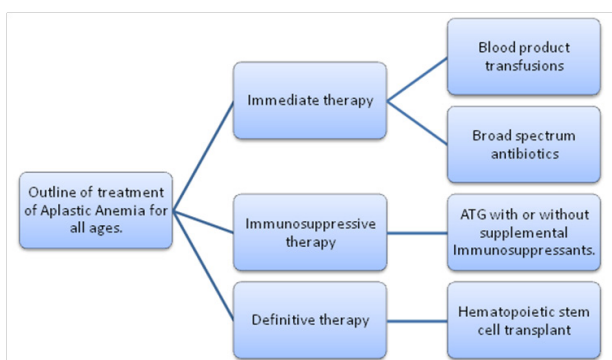 Outline of treatment
of Aplastic Anemia for
all ages.
Immediate therapy
Blood product
transfusions
Broad spectrum
antibiotics
Immunosuppressive
therapy
ATG with or without
supplemental
Immunosuppressants.
Definitive therapy
Hematopoietic stem
cell transplant